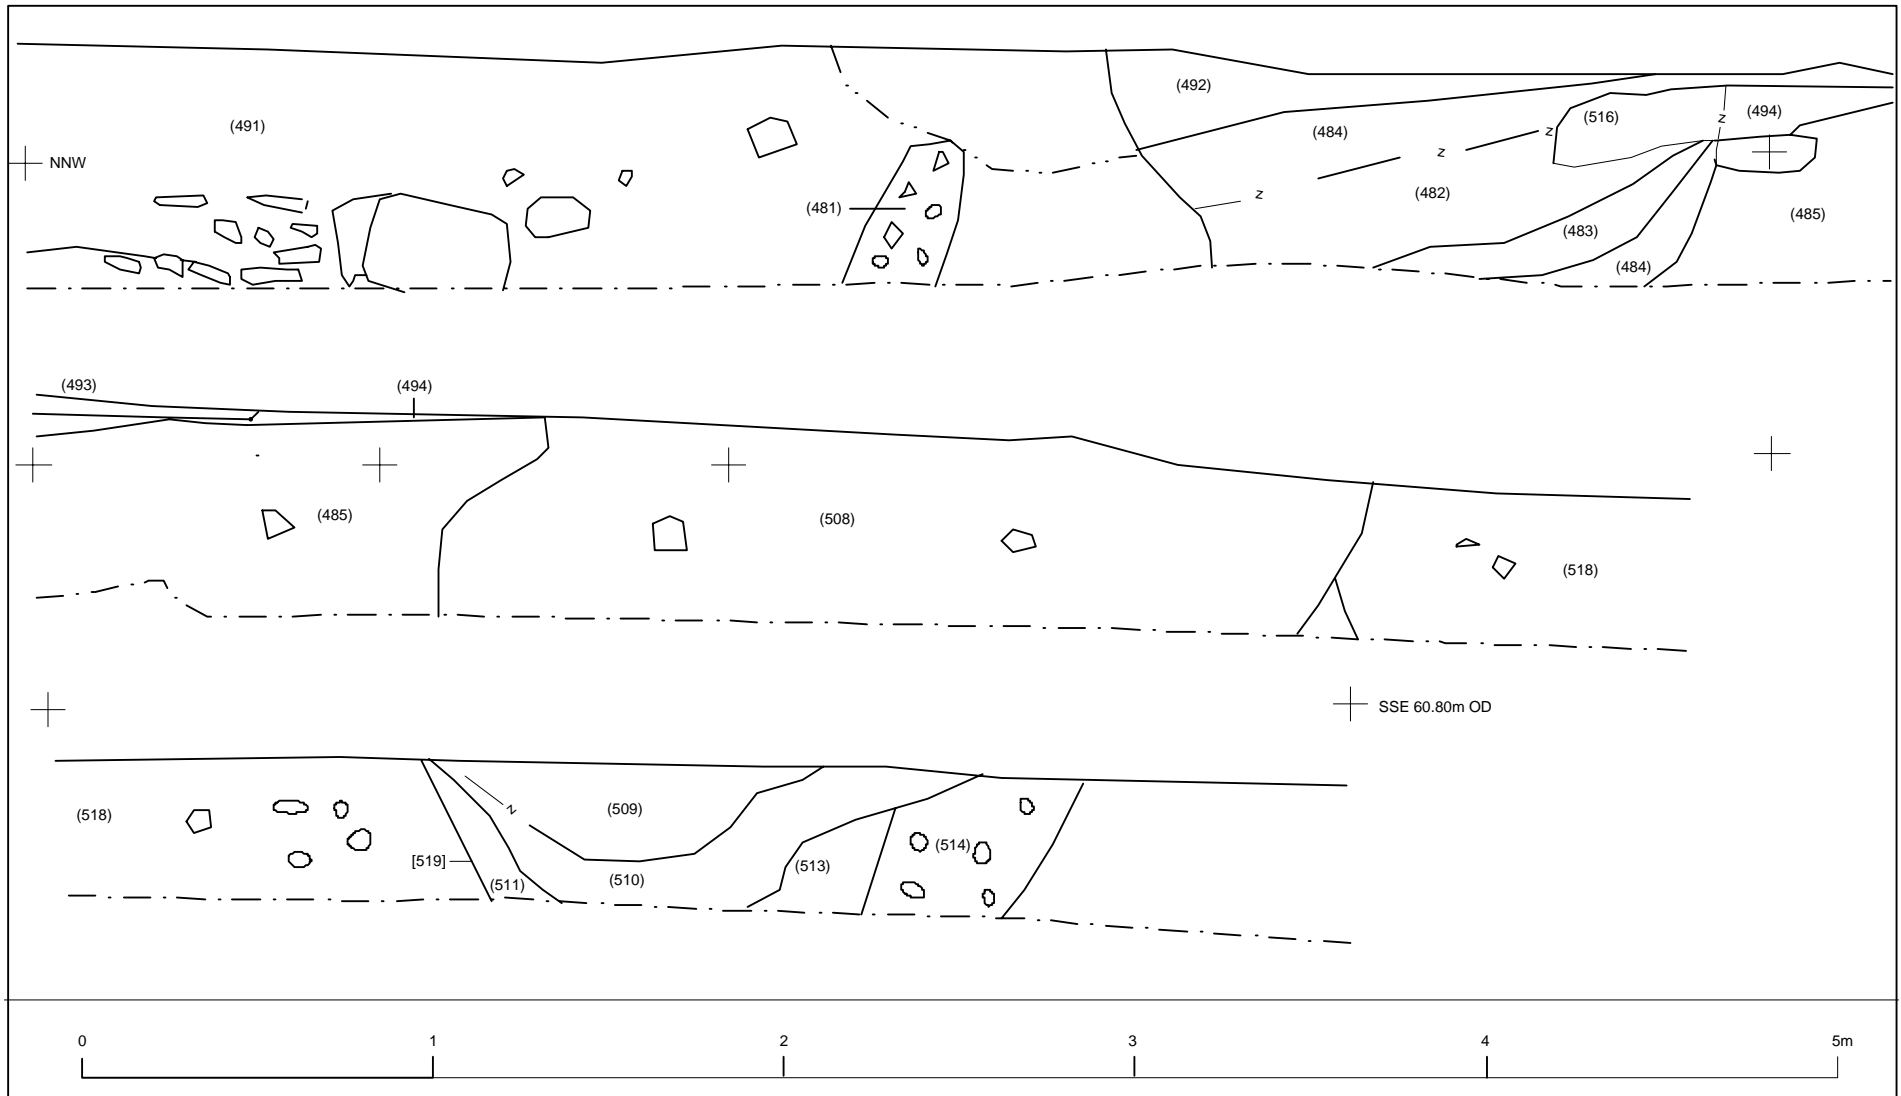 (492)
(491)
(516)
(494)
z
(484)
z
z
NNW
(482)
z
(481)
(485)
(483)
(484)
(493)
(494)
(485)
(508)
(518)
SSE 60.80m OD
(518)
z
(509)
(514)
[519]
(513)
(510)
(511)
0 1 2 3 4 5m